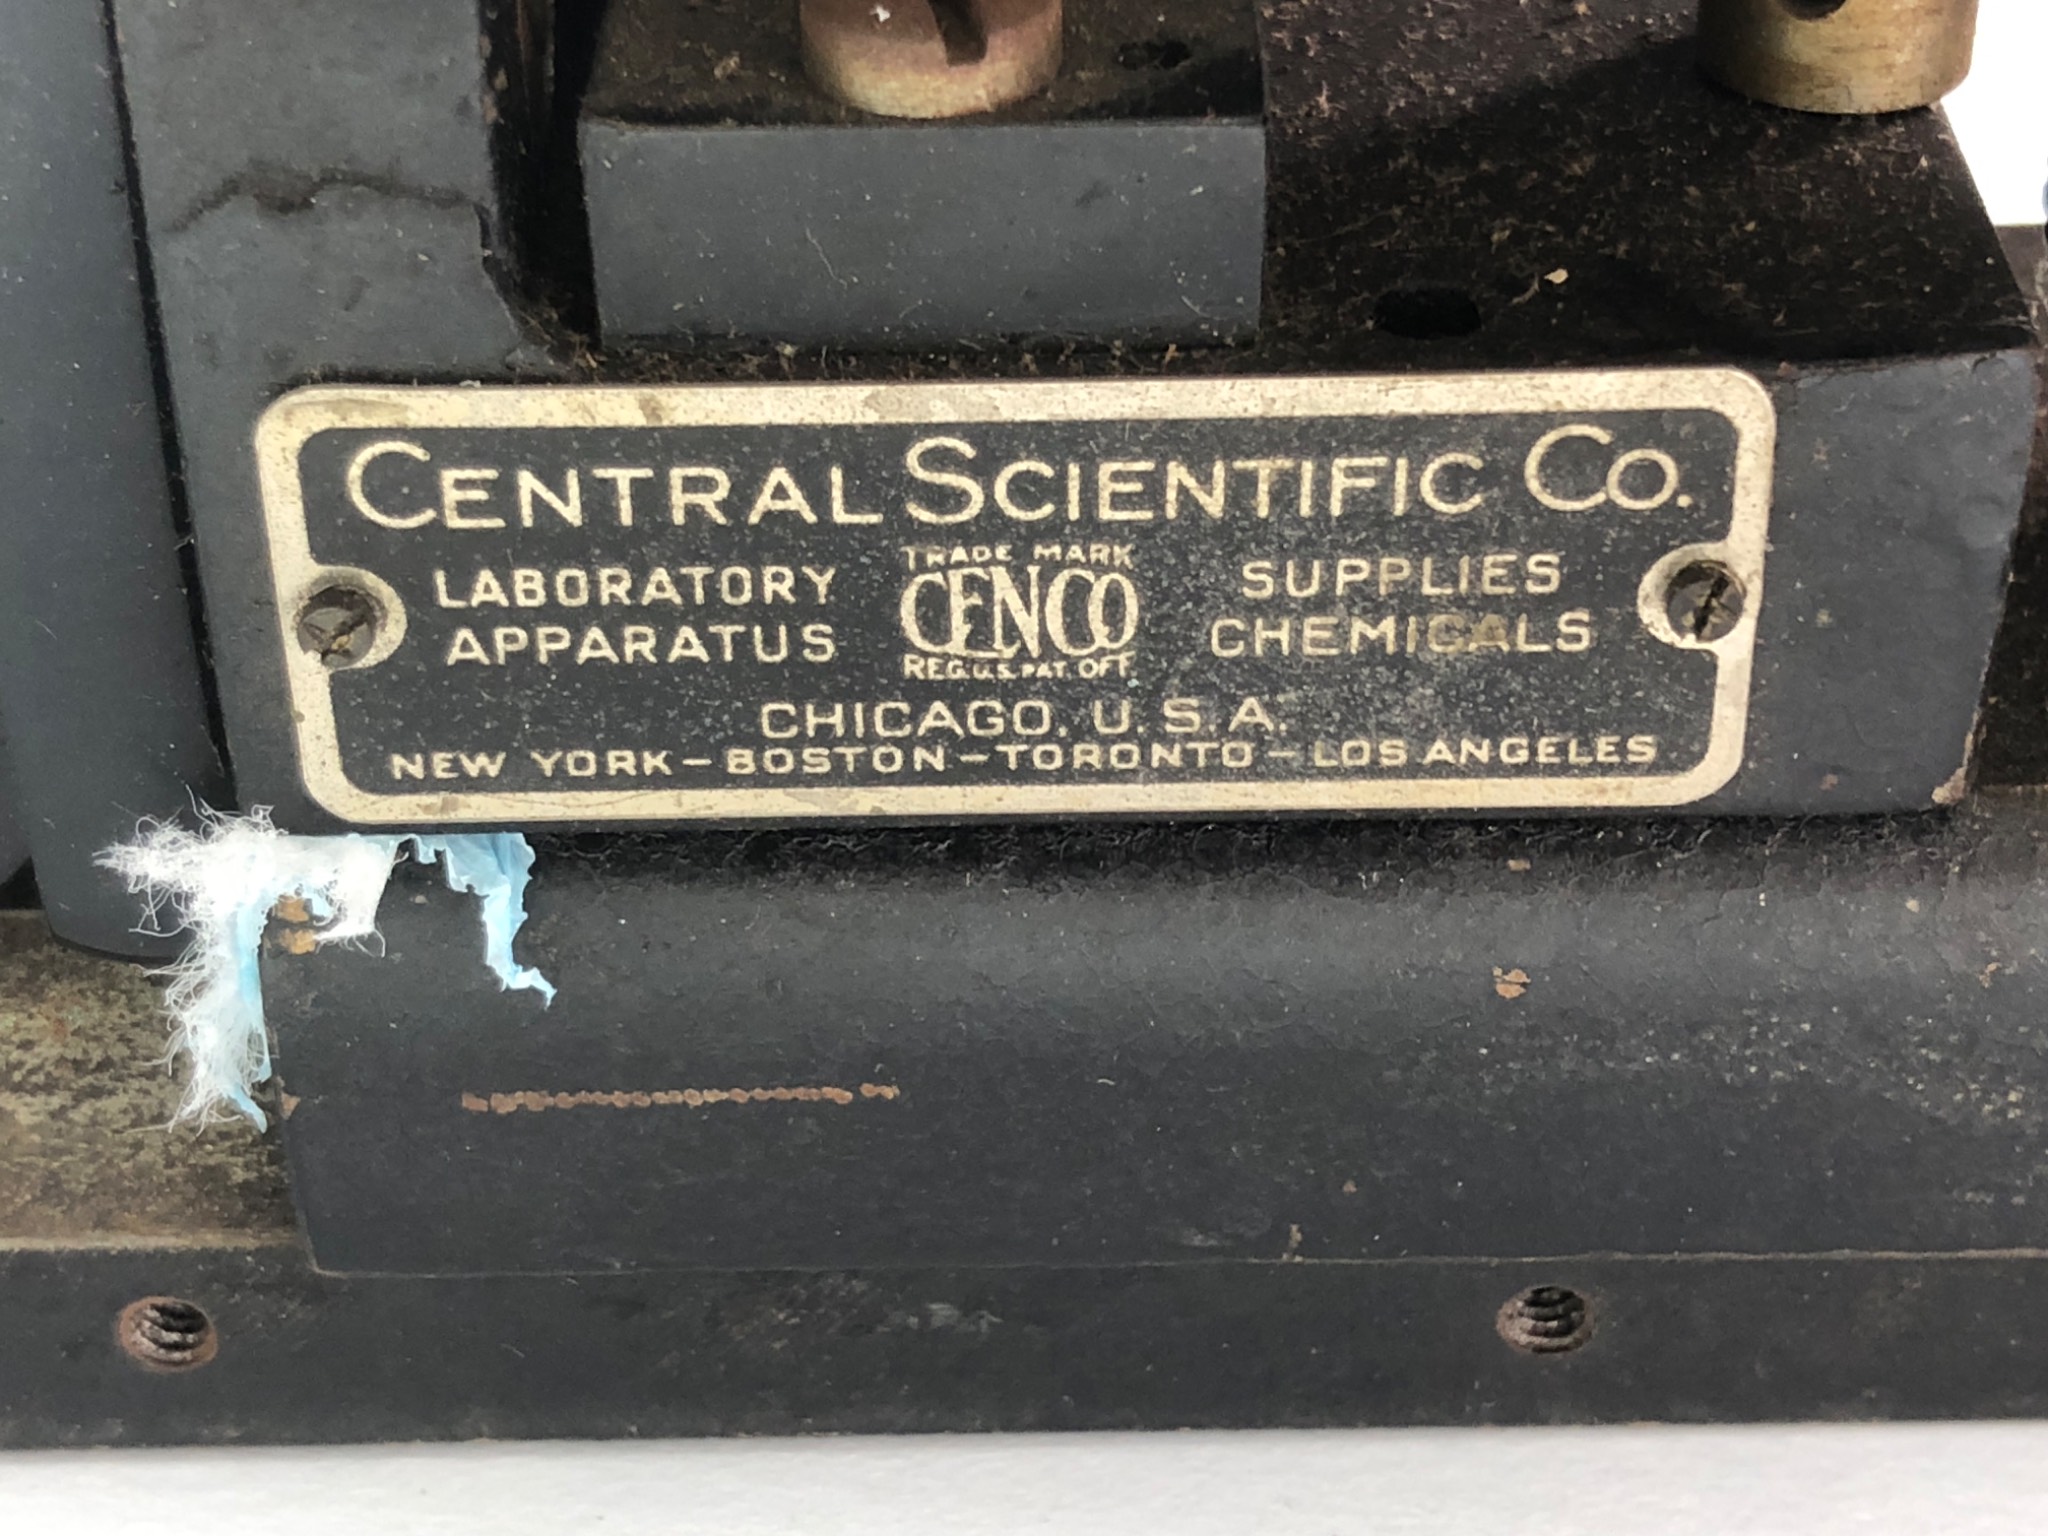 CENTRAL SCIENTIFIC CO.
LABORATORY
APPARATUS
TRADE MARK
CENCO
REG. U.S. PAT. OFF.
SUPPLIES
CHEMICALS
CHICAGO, U.S.A.
NEW YORK-BOSTON-TORONTO-LOS ANGELES